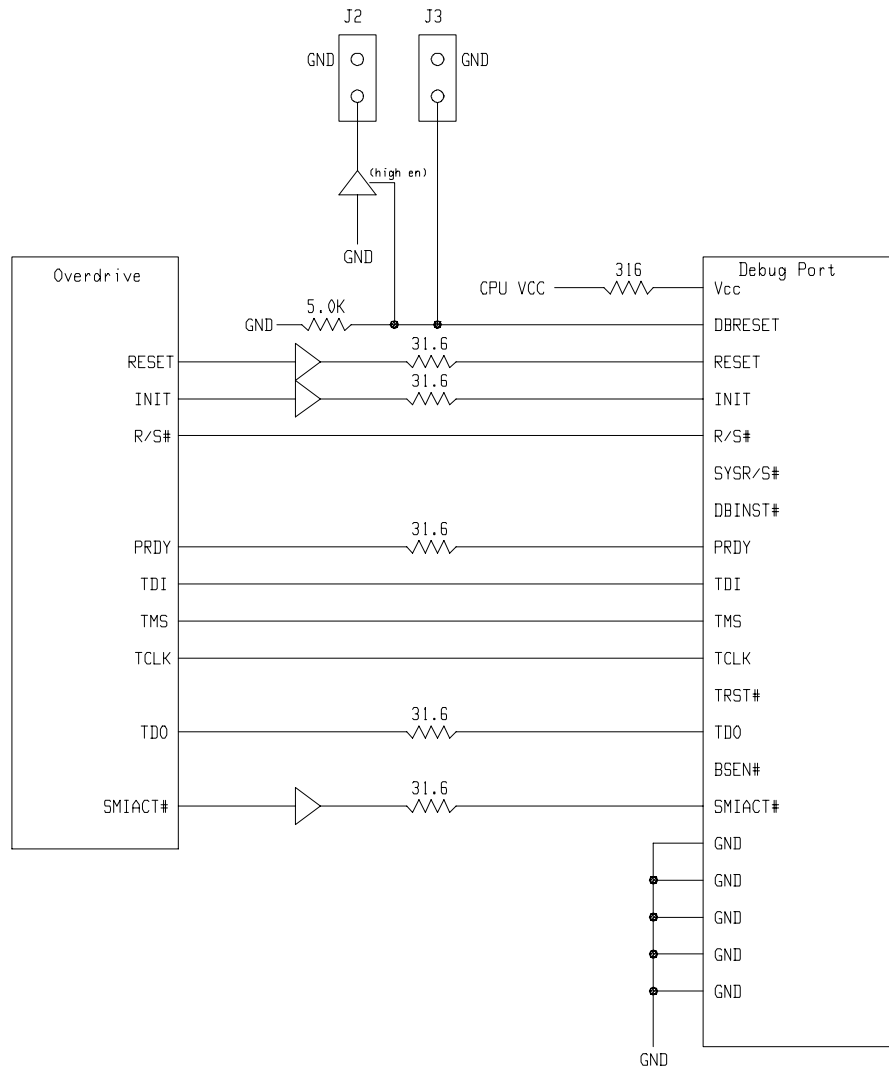 J2 J3
GND GND
(high en)
GND
Overdrive
Debug Port
CPU VCC 316 Vcc
GND 5.0K DBRESET
RESET 31.6 RESET
INIT 31.6 INIT
R/S# R/S#
SYSR/S#
DBINST#
PRDY 31.6 PRDY
TDI TDI
TMS TMS
TCLK TCLK
TRST#
TDO 31.6 TDO
BSEN#
SMIACT# 31.6 SMIACT#
GND
GND
GND
GND
GND
GND